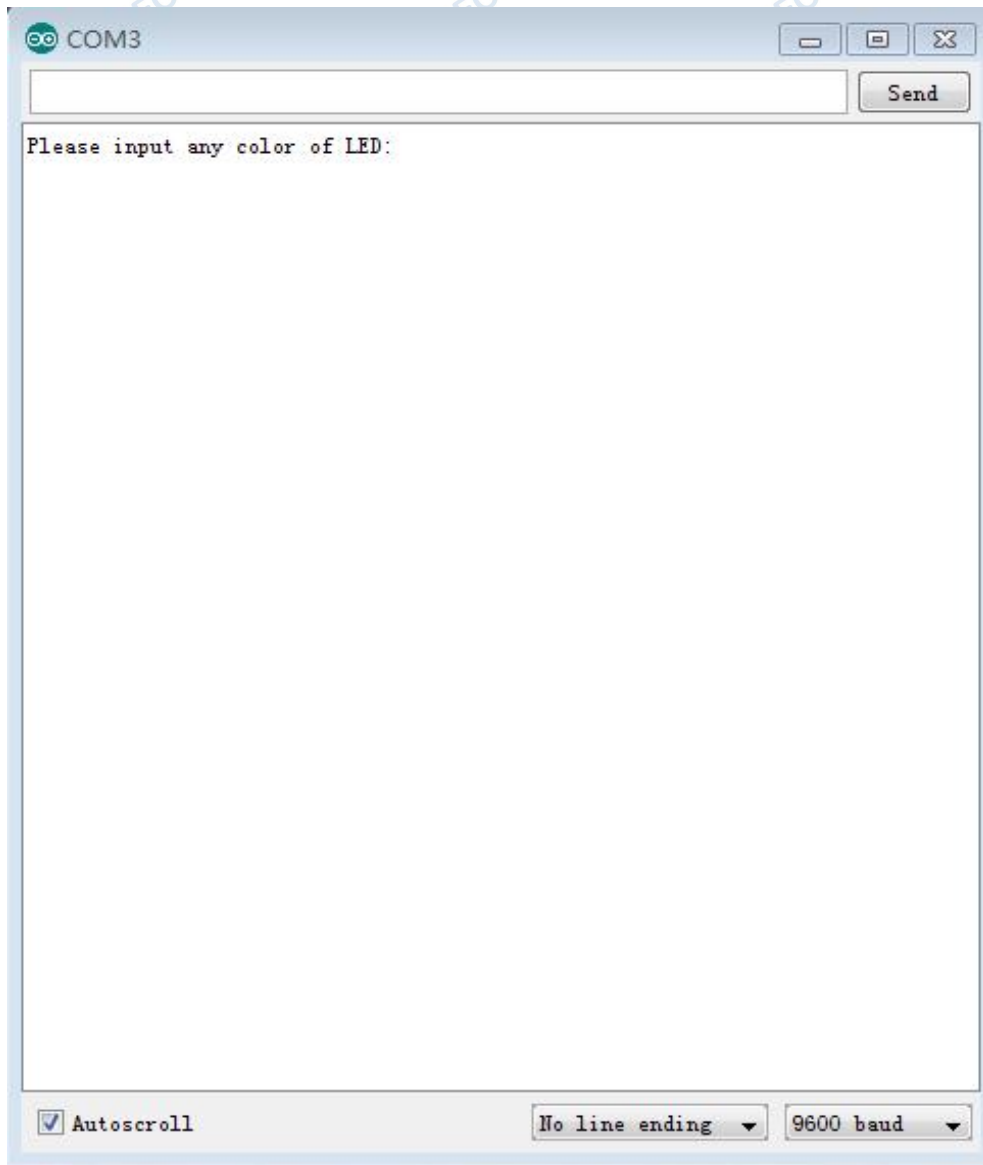 COM3
Send
Please input any color of LED:
Autoscroll
No line ending
9600 baud